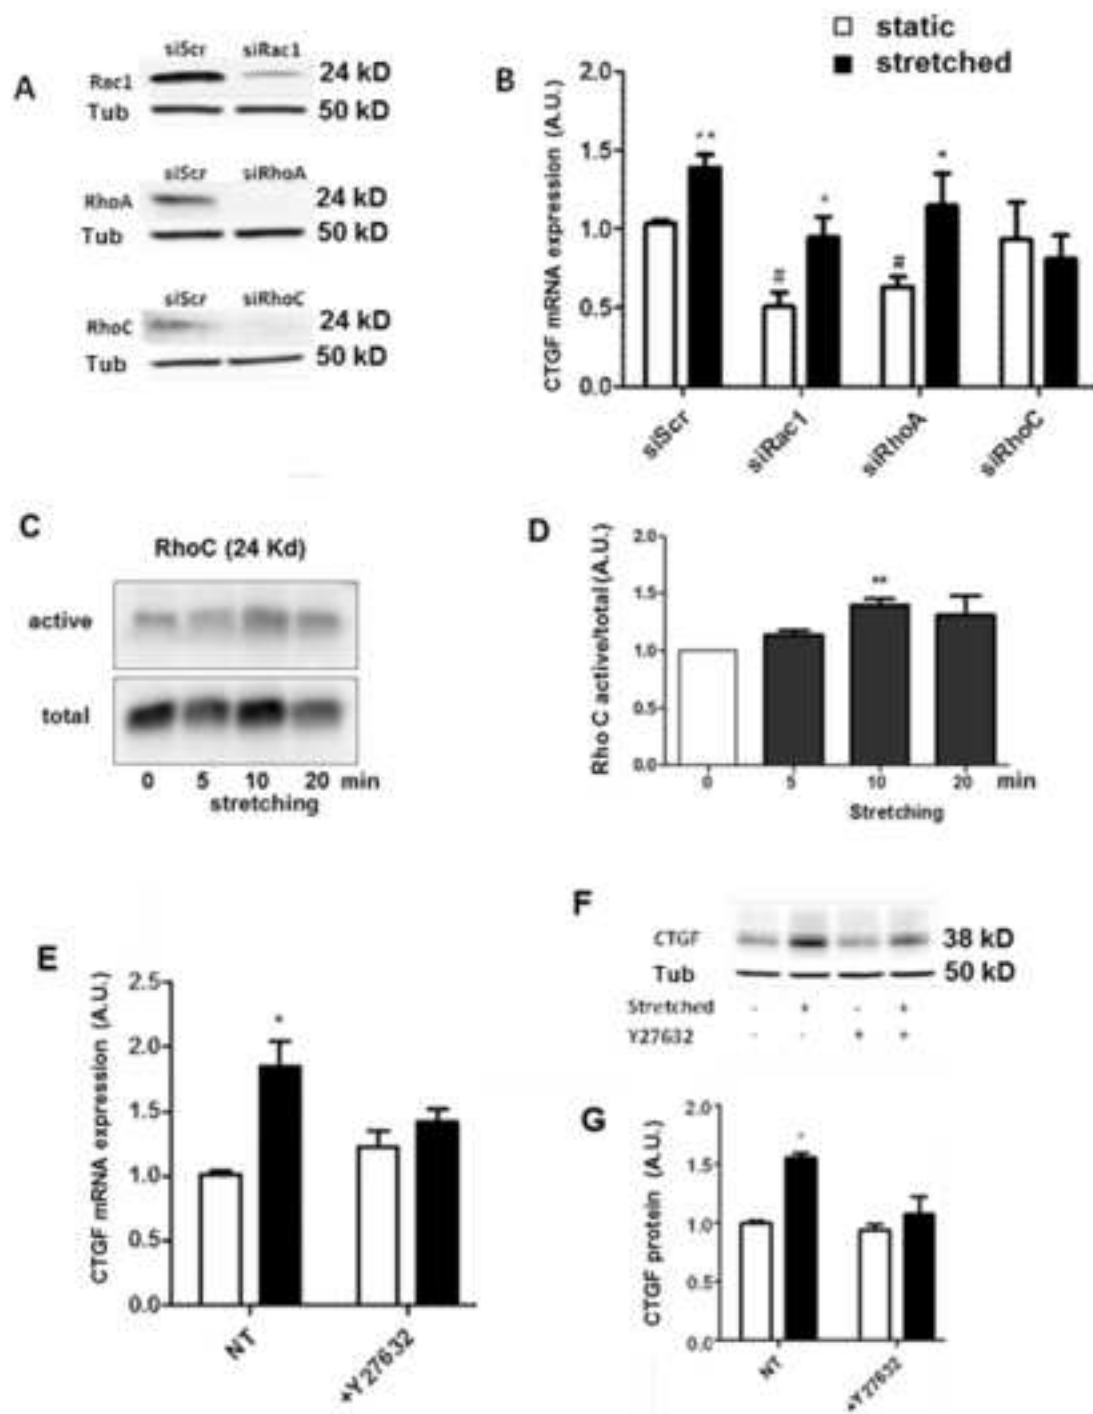 static
stretched
A
siScr siRac1
Rac1 24 kD
Tub 50 kD
siScr siRhoA
RhoA 24 kD
Tub 50 kD
siScr siRhoC
RhoC 24 kD
Tub 50 kD
B
CTGF mRNA expression (A.U.)
2.0
**
1.5
*
*
1.0
#
#
0.5
0.0
siScr siRac1 siRhoA siRhoC
C
RhoC (24 Kd)
active
total
0 5 10 20 min
stretching
D
Rho C active/total (A.U.)
2.0
**
1.5
1.0
0.5
0.0
0 5 10 20 min
Stretching
E
CTGF mRNA expression (A.U.)
2.5
*
2.0
1.5
1.0
0.5
0.0
NT +Y27632
F
CTGF 38 kD
Tub 50 kD
Stretched - + - +
Y27632 - - + +
G
CTGF protein (A.U.)
2.0
*
1.5
1.0
0.5
0.0
NT +Y27632